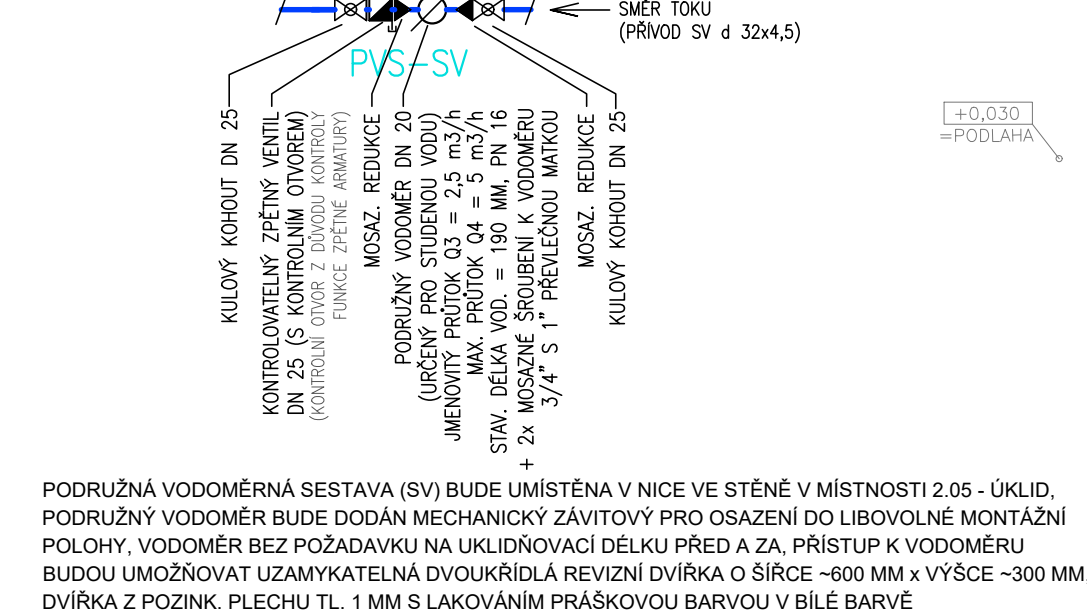 SMĚR TOKU
(PŘÍVOD SV d 32x4,5)
PVS-SV
+0,030
=PODLAHA
KULOVÝ KOHOUT DN 25
KONTROLOVATELNÝ ZPĚTNÝ VENTIL
DN 25 (S KONTROLNÍM OTVOREM)
(KONTROLNÍ OTVOR Z DŮVODU KONTROLY
FUNKCE ZPĚTNÉ ARMATURY)
MOSAZ. REDUKCE
PODRUŽNÝ VODOMĚR DN 20
(URČENÝ PRO STUDENOU VODU)
JMENOVITÝ PRŮTOK Q3 = 2,5 m3/h
MAX. PRŮTOK Q4 = 5 m3/h
STAV. DÉLKA VOD. = 190 MM, PN 16
+ 2x MOSAZNÉ ŠROUBENÍ K VODOMĚRU
3/4" S 1" PŘEVLEČNOU MATKOU
MOSAZ. REDUKCE
KULOVÝ KOHOUT DN 25
PODRUŽNÁ VODOMĚRNÁ SESTAVA (SV) BUDE UMÍSTĚNA V NICE VE STĚNĚ V MÍSTNOSTI 2.05 - ÚKLID,
PODRUŽNÝ VODOMĚR BUDE DODÁN MECHANICKÝ ZÁVITOVÝ PRO OSAZENÍ DO LIBOVOLNÉ MONTÁŽNÍ
POLOHY, VODOMĚR BEZ POŽADAVKU NA UKLIDŇOVACÍ DÉLKU PŘED A ZA, PŘÍSTUP K VODOMĚRU
BUDOU UMOŽŇOVAT UZAMYKATELNÁ DVOUKŘÍDLÁ REVIZNÍ DVÍŘKA O ŠÍŘCE ~600 MM x VÝŠCE ~300 MM
DVÍŘKA Z POZINK. PLECHU TL. 1 MM S LAKOVÁNÍM PRÁŠKOVOU BARVOU V BÍLÉ BARVĚ